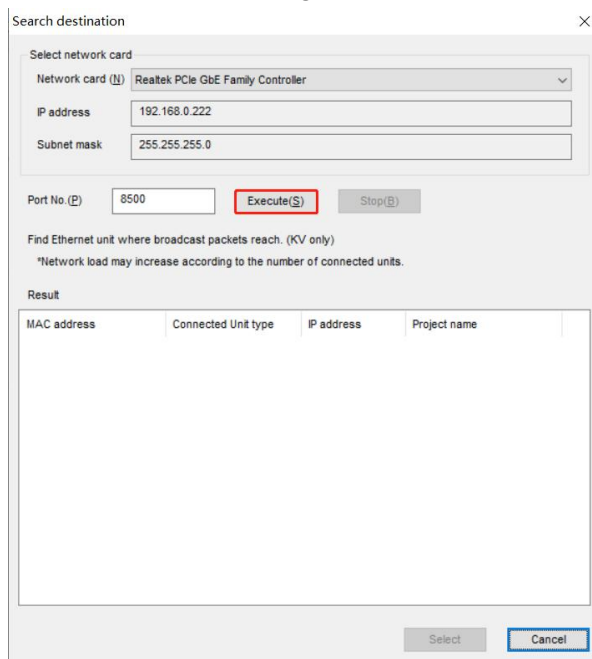 Search destination
Select network card
Network card (N) Realtek PCIe GbE Family Controller
IP address 192.168.0.222
Subnet mask 255.255.255.0
Port No.(P) 8500 Execute(S) Stop(B)
Find Ethernet unit where broadcast packets reach. (KV only)
*Network load may increase according to the number of connected units.
Result
MAC address Connected Unit type IP address Project name
Select Cancel